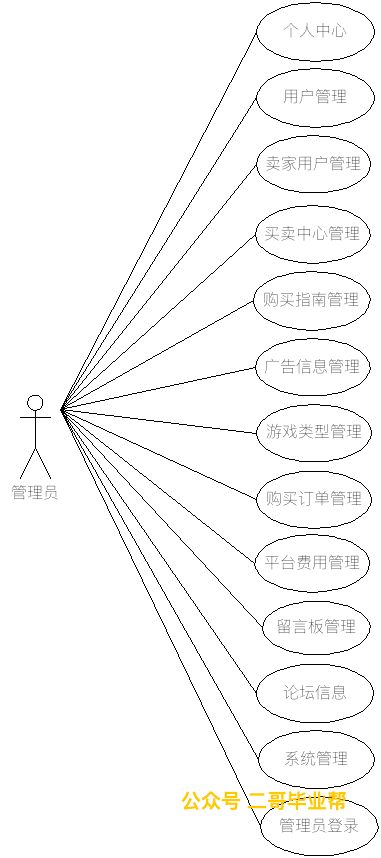 个人中心
用户管理
卖家用户管理
买卖中心管理
购买指南管理
广告信息管理
游戏类型管理
管理员
购买订单管理
平台费用管理
留言板管理
论坛信息
系统管理
公众号 二哥毕业帮
管理员登录